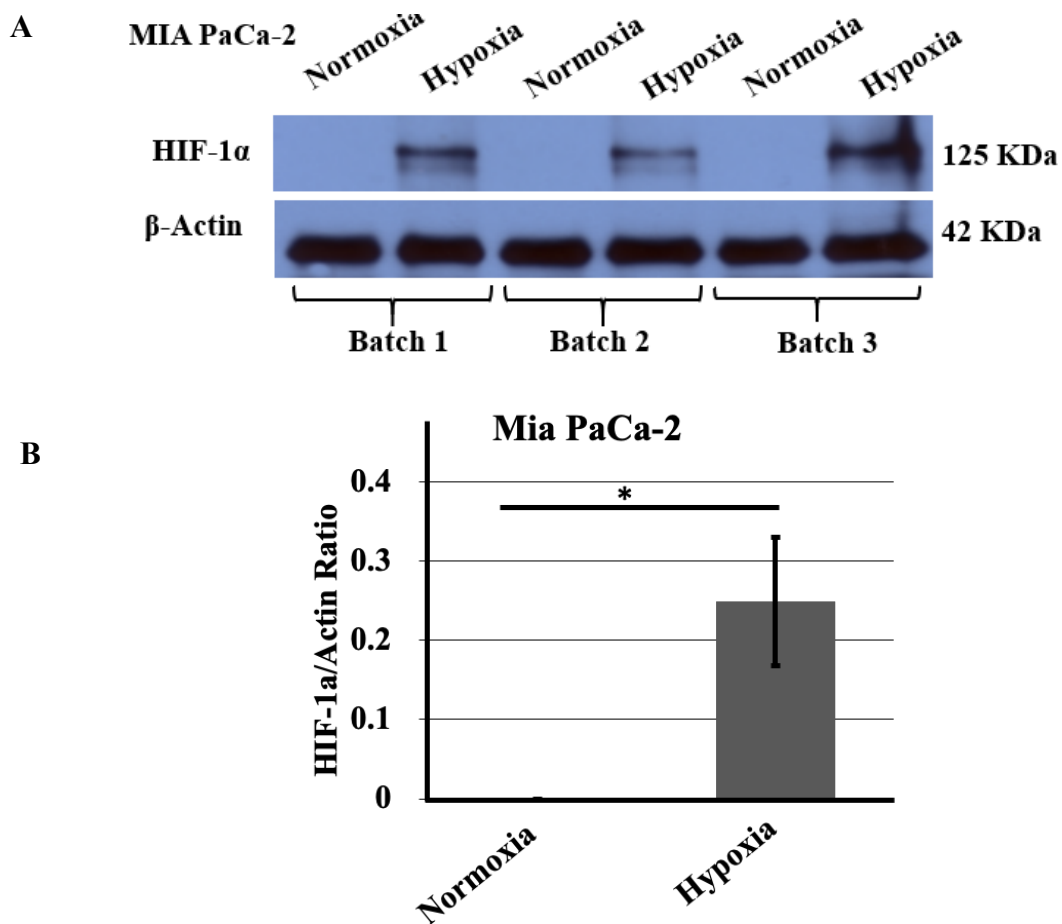 A
MIA PaCa-2
Normoxia Hypoxia Normoxia Hypoxia Normoxia Hypoxia
HIF-1α 125 KDa
β-Actin 42 KDa
Batch 1 Batch 2 Batch 3
B
Mia PaCa-2
HIF-1a/Actin Ratio
0.4
*
0.3
0.2
0.1
0
Normoxia Hypoxia